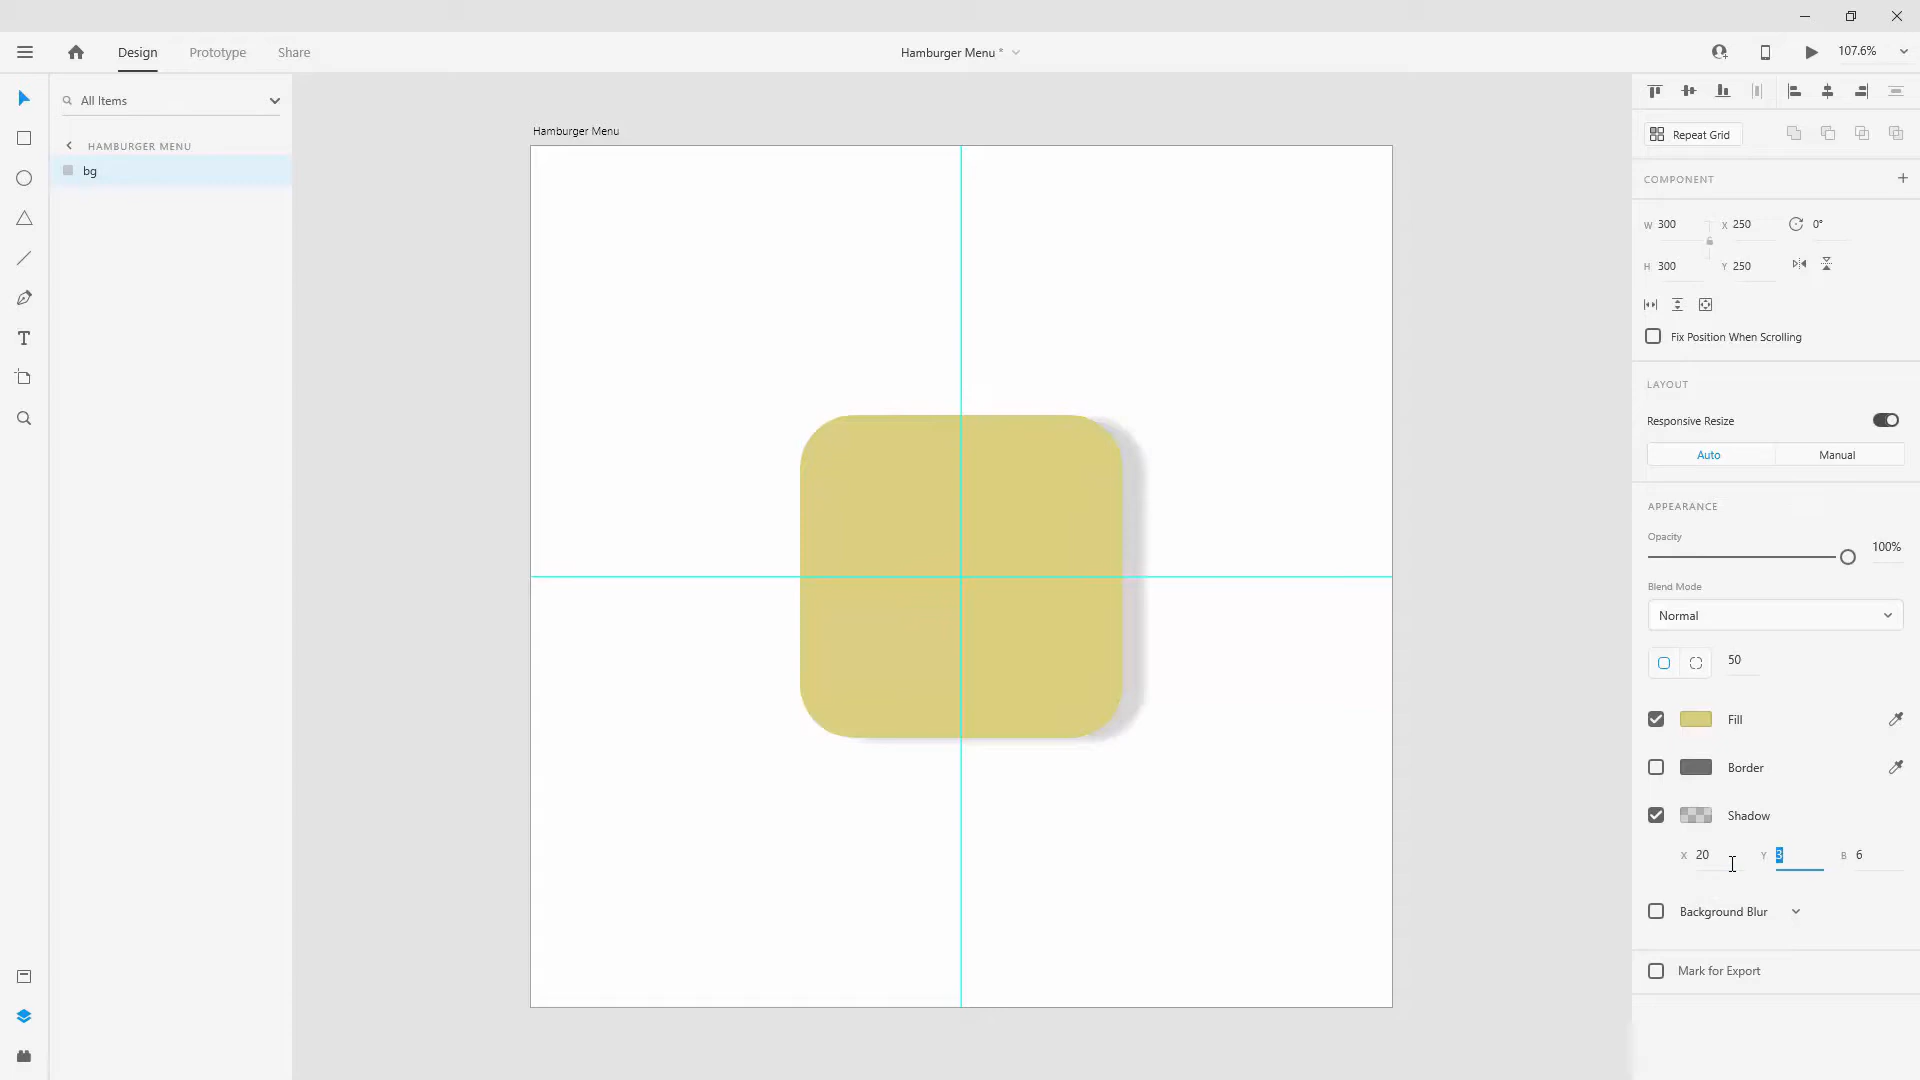 Design Prototype Share Hamburger Menu * 107.6%
All Items
HAMBURGER MENU
bg
Hamburger Menu
Repeat Grid
COMPONENT
W 300 X 250 0°
H 300 Y 250
Fix Position When Scrolling
LAYOUT
Responsive Resize
Auto Manual
APPEARANCE
Opacity
100%
Blend Mode
Normal
50
Fill
Border
Shadow
X 20 Y 3 B 6
Background Blur
Mark for Export